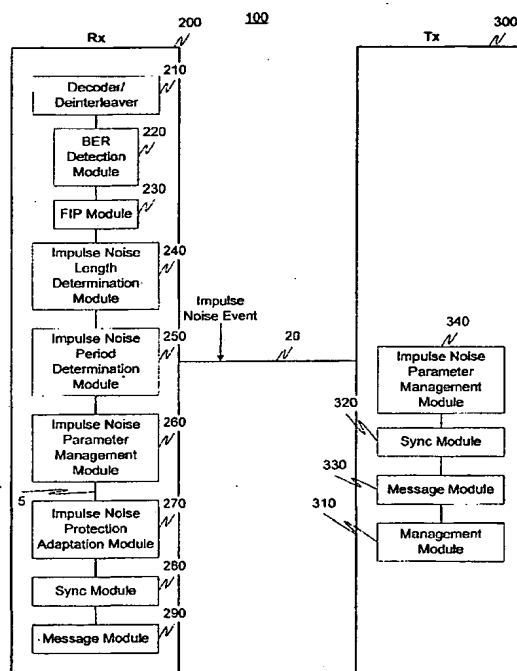 100
200
Rx
300
Tx
210
Decoder/
Deinterleaver
220
BER
Detection
Module
230
FIP Module
240
Impulse Noise
Length
Determination
Module
250
Impulse Noise
Period
Determination
Module
Impulse
Noise Event
20
260
Impulse Noise
Parameter
Management
Module
5
270
Impulse Noise
Protection
Adaptation Module
280
Sync Module
290
Message Module
340
Impulse Noise
Parameter
Management
Module
320
Sync Module
330
Message Module
310
Management
Module